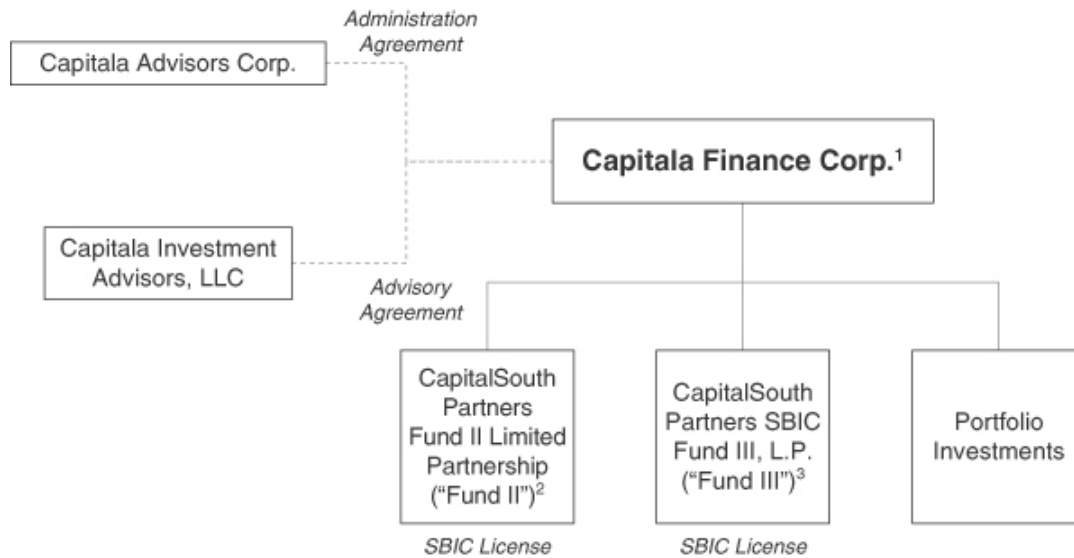 Administration
Agreement
Capitala Advisors Corp.
Capitala Finance Corp.¹
Capitala Investment
Advisors, LLC
Advisory
Agreement
CapitalSouth
Partners
Fund II Limited
Partnership
(“Fund II”)²
SBIC License
CapitalSouth
Partners SBIC
Fund III, L.P.
(“Fund III”)³
SBIC License
Portfolio
Investments